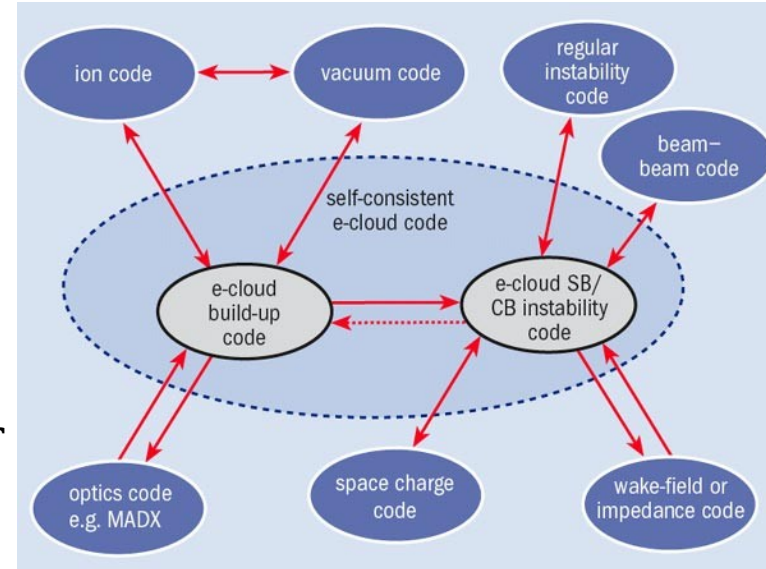 ion code
vacuum code
regular
instability
code
beam–
beam code
self-consistent
e-cloud code
e-cloud
build-up
code
e-cloud SB/
CB instability
code
optics code
e.g. MADX
space charge
code
wake-field or
impedance code